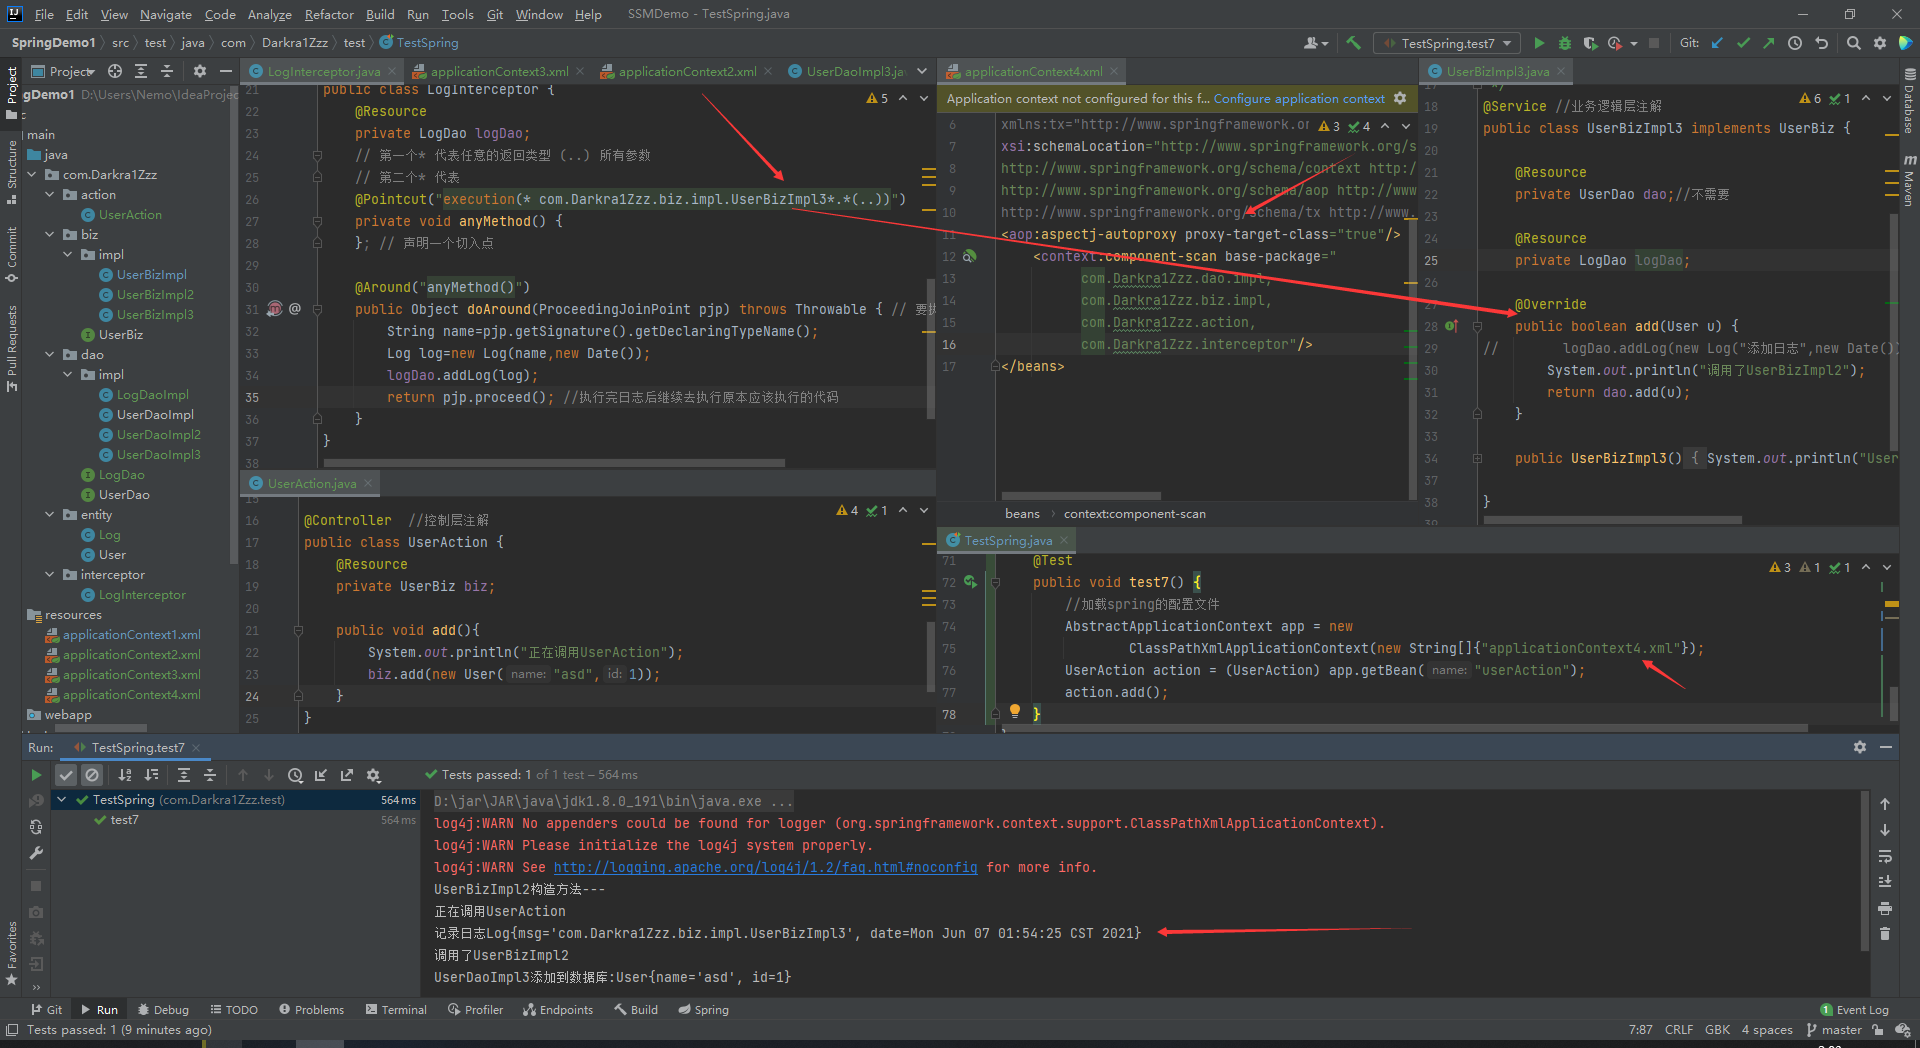 File Edit View Navigate Code Analyze Refactor Build Run Tools Git Window Help SSMDemo - TestSpring.java
SpringDemo1 src test java com Darkra1Zzz test TestSpring
TestSpring.test7 Git:
Project
gDemo1 D:\Users\Nemo\IdeaProjec
main
java
com.Darkra1Zzz
action
UserAction
biz
impl
UserBizImpl
UserBizImpl2
UserBizImpl3
UserBiz
dao
impl
LogDaoImpl
UserDaoImpl
UserDaoImpl2
UserDaoImpl3
LogDao
UserDao
entity
Log
User
interceptor
LogInterceptor
resources
applicationContext1.xml
applicationContext2.xml
applicationContext3.xml
applicationContext4.xml
webapp
Project
Structure
Commit
Pull Requests
Favorites
LogInterceptor.java applicationContext3.xml applicationContext2.xml UserDaoImpl3.ja
5
21 public class LogInterceptor {
22 @Resource
23 private LogDao logDao;
24 // 第一个* 代表任意的返回类型 (..) 所有参数
25 // 第二个* 代表
26 @Pointcut("execution(* com.Darkra1Zzz.biz.impl.UserBizImpl3*.*(..))")
27 private void anyMethod() {
28 }; // 声明一个切入点
29
30 @Around("anyMethod()")
31 public Object doAround(ProceedingJoinPoint pjp) throws Throwable { // 要执
32 String name=pjp.getSignature().getDeclaringTypeName();
33 Log log=new Log(name,new Date());
34 logDao.addLog(log);
35 return pjp.proceed(); //执行完日志后继续去执行原本应该执行的代码
36 }
37 }
38
UserAction.java
4 1
15
16 @Controller //控制层注解
17 public class UserAction {
18 @Resource
19 private UserBiz biz;
20
21 public void add(){
22 System.out.println("正在调用UserAction");
23 biz.add(new User( name: "asd", id: 1));
24 }
25 }
applicationContext4.xml
Application context not configured for this f... Configure application context
3 4
6 xmlns:tx="http://www.springframework.or
7 xsi:schemaLocation="http://www.springframework.org/s
8 http://www.springframework.org/schema/context http:/
9 http://www.springframework.org/schema/aop http://www
10 http://www.springframework.org/schema/tx http://www.
11 <aop:aspectj-autoproxy proxy-target-class="true"/>
12 <context:component-scan base-package="
13 com.Darkra1Zzz.dao.impl,
14 com.Darkra1Zzz.biz.impl,
15 com.Darkra1Zzz.action,
16 com.Darkra1Zzz.interceptor"/>
17 </beans>
beans context:component-scan
UserBizImpl3.java
6 1
17 */
18 @Service //业务逻辑层注解
19 public class UserBizImpl3 implements UserBiz {
20
21 @Resource
22 private UserDao dao;//不需要
23
24 @Resource
25 private LogDao logDao;
26
27 @Override
28 public boolean add(User u) {
29 // logDao.addLog(new Log("添加日志",new Date())
30 System.out.println("调用了UserBizImpl2");
31 return dao.add(u);
32 }
33
34 public UserBizImpl3() { System.out.println("User
37
38 }
39
TestSpring.java
3 1 1
71 @Test
72 public void test7() {
73 //加载spring的配置文件
74 AbstractApplicationContext app = new
75 ClassPathXmlApplicationContext(new String[]{"applicationContext4.xml"});
76 UserAction action = (UserAction) app.getBean( name: "userAction");
77 action.add();
78 }
Database
Maven
Run: TestSpring.test7
Tests passed: 1 of 1 test – 564 ms
TestSpring (com.Darkra1Zzz.test) 564 ms
test7 564 ms
D:\jar\JAR\java\jdk1.8.0_191\bin\java.exe ...
log4j:WARN No appenders could be found for logger (org.springframework.context.support.ClassPathXmlApplicationContext).
log4j:WARN Please initialize the log4j system properly.
log4j:WARN See http://logging.apache.org/log4j/1.2/faq.html#noconfig for more info.
UserBizImpl2构造方法---
正在调用UserAction
记录日志Log{msg='com.Darkra1Zzz.biz.impl.UserBizImpl3', date=Mon Jun 07 01:54:25 CST 2021}
调用了UserBizImpl2
UserDaoImpl3添加到数据库:User{name='asd', id=1}
Git Run Debug TODO Problems Terminal Profiler Endpoints Build Spring 1 Event Log
Tests passed: 1 (9 minutes ago) 7:87 CRLF GBK 4 spaces master